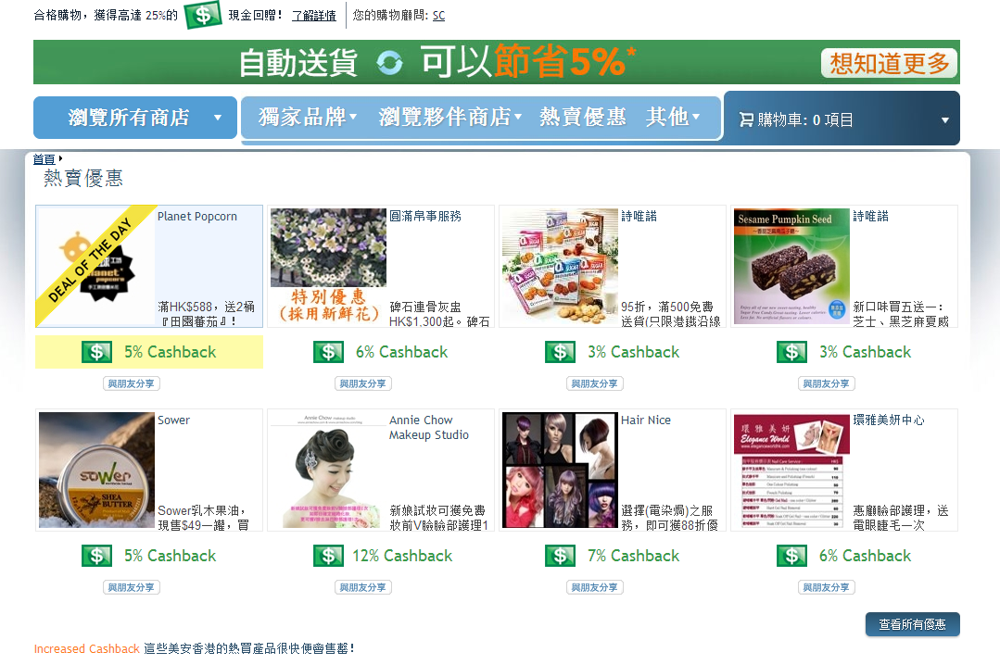 合格購物，獲得高達 25%的 $ 現金回贈！ 了解詳情 您的購物顧問: SC
自動送貨 可以節省5%*
想知道更多
瀏覽所有商店
獨家品牌 瀏覽夥伴商店 熱賣優惠 其他
購物車: 0 項目
首頁
熱賣優惠
DEAL OF THE DAY
Planet Popcorn
滿HK$588，送2桶
『田園蕃茄』!
$ 5% Cashback
與朋友分享
特別優惠
(採用新鮮花)
圓滿帛事服務
碑石連骨灰虫
HK$1,300起。碑石
$ 6% Cashback
與朋友分享
詩唯諾
95折，滿500免費
送貨(只限港鐵沿線
$ 3% Cashback
與朋友分享
Sesame Pumpkin Seed
詩唯諾
新口味買五送一：
芝士、黑芝麻夏威
$ 3% Cashback
與朋友分享
sower
SHEA
BUTTER
Sower
Sower乳木果油，
現售$49一罐，買
$ 5% Cashback
與朋友分享
Annie Chow makeup studio
Annie Chow
Makeup Studio
新娘試妝可獲免費
妝前V臉臉部護理1
$ 12% Cashback
與朋友分享
Hair Nice
選擇(電染焗)之服
務，即可獲88折優
$ 7% Cashback
與朋友分享
環雅美妍
Elegance World
www.eleganceworldhk.com
環雅美妍中心
惠顧臉部護理，送
電眼睫毛一次
$ 6% Cashback
與朋友分享
查看所有優惠
Increased Cashback 這些美安香港的熱買產品很快便會售罄！